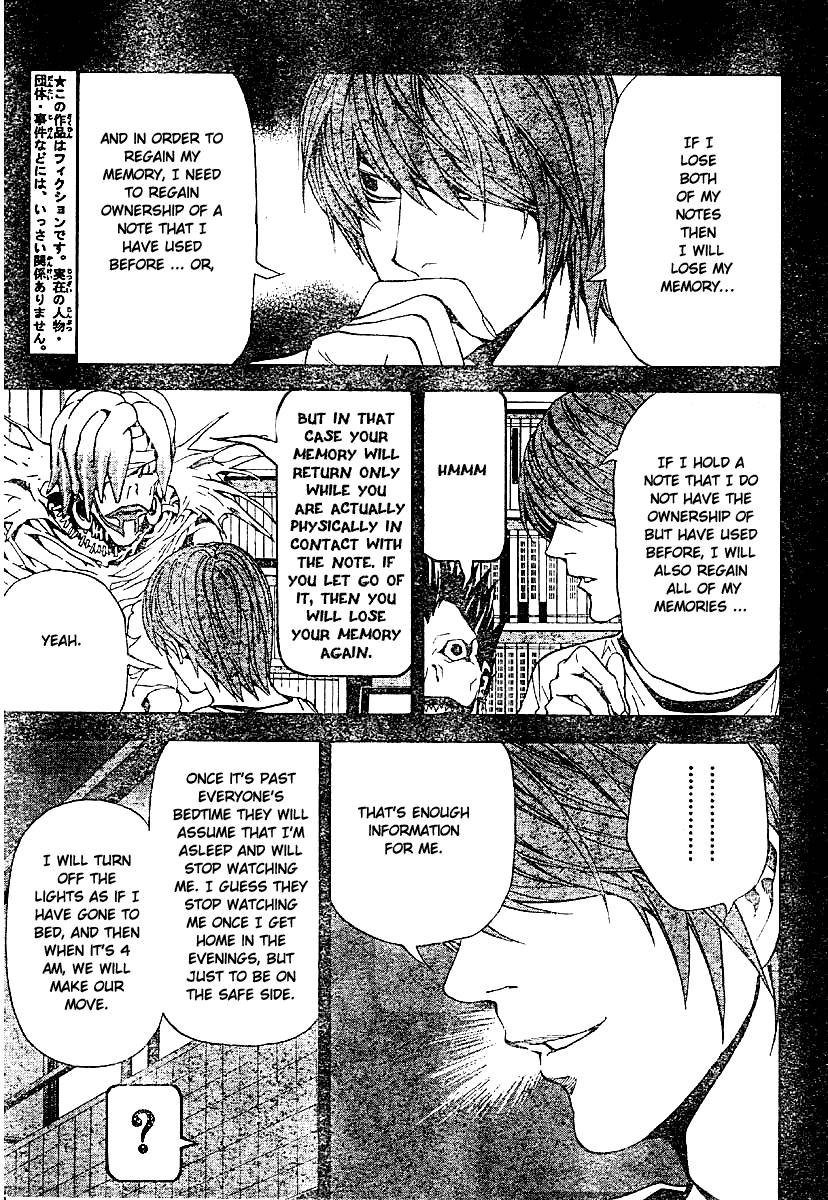 IF I
LOSE
BOTH
OF MY
NOTES
THEN
I WILL
LOSE MY
MEMORY...
AND IN ORDER TO
REGAIN MY
MEMORY, I NEED
TO REGAIN
OWNERSHIP OF A
NOTE THAT I
HAVE USED
BEFORE ... OR,
★この作品はフィクションです。実在の人物・
団体・事件などには、いっさい関係ありません。
IF I HOLD A
NOTE THAT I DO
NOT HAVE THE
OWNERSHIP OF
BUT HAVE USED
BEFORE, I WILL
ALSO REGAIN
ALL OF MY
MEMORIES ...
HMMM
BUT IN THAT
CASE YOUR
MEMORY WILL
RETURN ONLY
WHILE YOU
ARE ACTUALLY
PHYSICALLY IN
CONTACT WITH
THE NOTE. IF
YOU LET GO OF
IT, THEN YOU
WILL LOSE
YOUR MEMORY
AGAIN.
YEAH.
..................
THAT'S ENOUGH
INFORMATION
FOR ME.
ONCE IT'S PAST
EVERYONE'S
BEDTIME THEY WILL
ASSUME THAT I'M
ASLEEP AND WILL
STOP WATCHING
ME. I GUESS THEY
STOP WATCHING
ME ONCE I GET
HOME IN THE
EVENINGS, BUT
JUST TO BE ON
THE SAFE SIDE.
I WILL TURN
OFF THE
LIGHTS AS IF I
HAVE GONE TO
BED, AND THEN
WHEN IT'S 4
AM, WE WILL
MAKE OUR
MOVE.
?